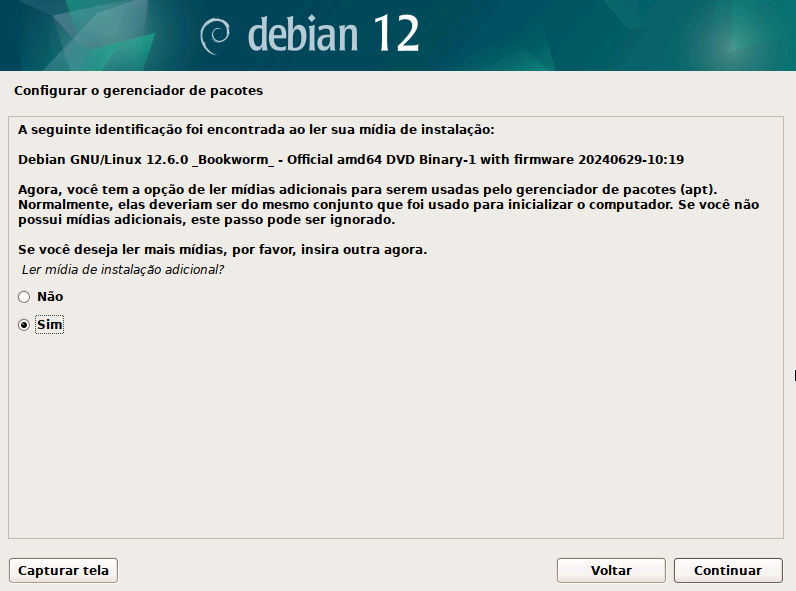 debian 12
Configurar o gerenciador de pacotes
A seguinte identificação foi encontrada ao ler sua mídia de instalação:
Debian GNU/Linux 12.6.0 _Bookworm_ - Official amd64 DVD Binary-1 with firmware 20240629-10:19
Agora, você tem a opção de ler mídias adicionais para serem usadas pelo gerenciador de pacotes (apt).
Normalmente, elas deveriam ser do mesmo conjunto que foi usado para inicializar o computador. Se você não
possui mídias adicionais, este passo pode ser ignorado.
Se você deseja ler mais mídias, por favor, insira outra agora.
Ler mídia de instalação adicional?
Não
Sim
Capturar tela
Voltar
Continuar